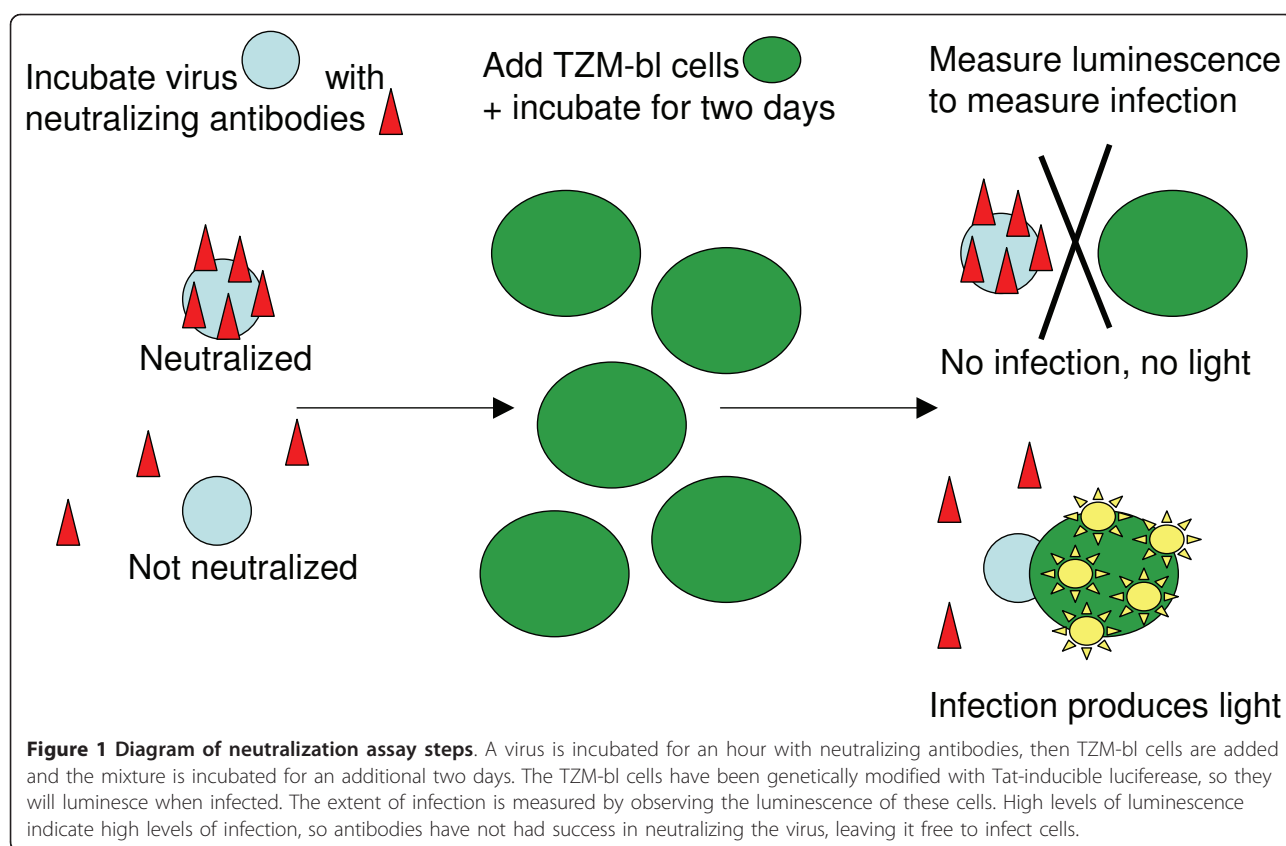 Incubate virus with
neutralizing antibodies
Add TZM-bl cells
+ incubate for two days
Measure luminescence
to measure infection
Neutralized
Not neutralized
No infection, no light
Infection produces light
Figure 1 Diagram of neutralization assay steps. A virus is incubated for an hour with neutralizing antibodies, then TZM-bl cells are added
and the mixture is incubated for an additional two days. The TZM-bl cells have been genetically modified with Tat-inducible luciferease, so they
will luminesce when infected. The extent of infection is measured by observing the luminescence of these cells. High levels of luminescence
indicate high levels of infection, so antibodies have not had success in neutralizing the virus, leaving it free to infect cells.